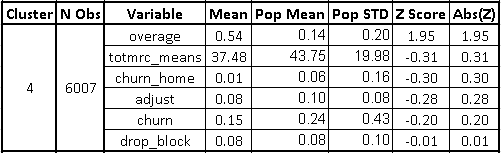 Cluster N Obs Variable Mean Pop Mean Pop STD Z Score Abs(Z)
overage 0.54 0.14 0.20 1.95 1.95
totmrc_means 37.48 43.75 19.98 -0.31 0.31
churn_home 0.01 0.06 0.16 -0.30 0.30
4 6007
adjust 0.08 0.10 0.08 -0.28 0.28
churn 0.15 0.24 0.43 -0.20 0.20
drop_block 0.08 0.08 0.10 -0.01 0.01